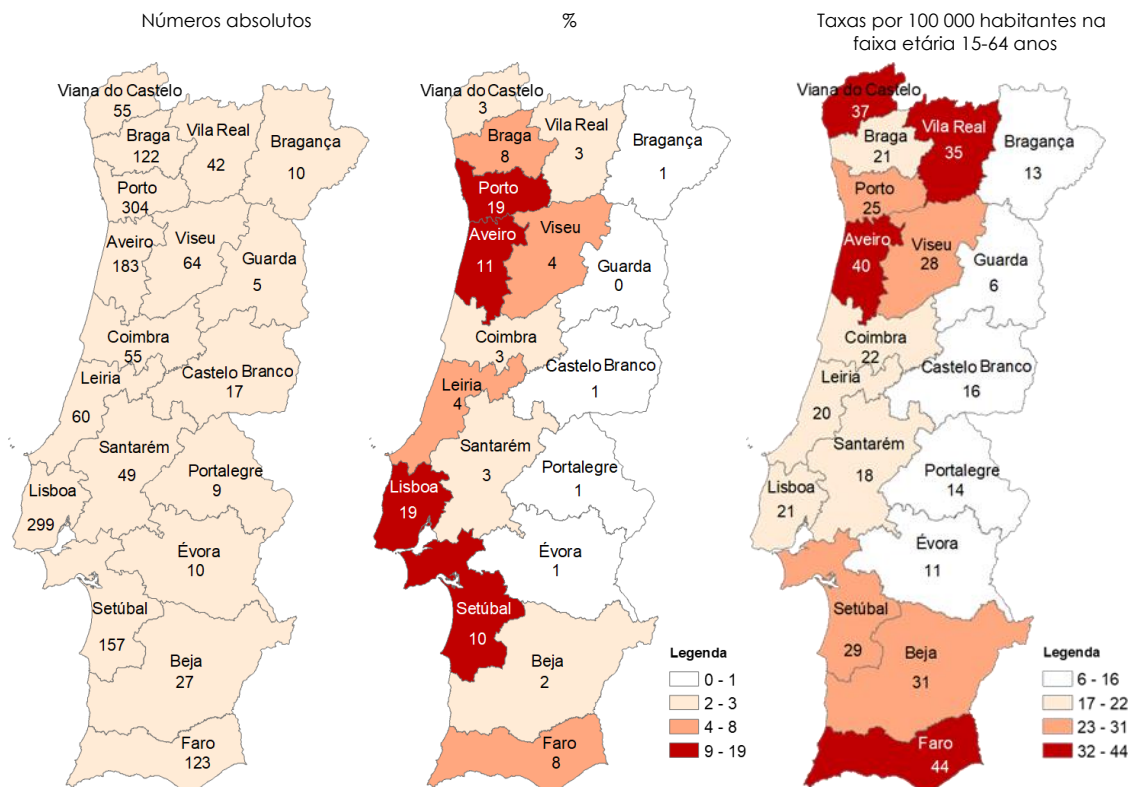 Números absolutos
Viana do Castelo
55
Braga
122
Vila Real
42
Bragança
10
Porto
304
Aveiro
183
Viseu
64
Guarda
5
Coimbra
55
Castelo Branco
17
Leiria
60
Santarém
49
Portalegre
9
Lisboa
299
Évora
10
Setúbal
157
Beja
27
Faro
123
%
Viana do Castelo
3
Braga
8
Vila Real
3
Bragança
1
Porto
19
Aveiro
11
Viseu
4
Guarda
0
Coimbra
3
Castelo Branco
1
Leiria
4
Santarém
3
Portalegre
1
Lisboa
19
Évora
1
Setúbal
10
Beja
2
Faro
8
Legenda
0 - 1
2 - 3
4 - 8
9 - 19
Taxas por 100 000 habitantes na
faixa etária 15-64 anos
Viana do Castelo
37
Braga
21
Vila Real
35
Bragança
13
Porto
25
Aveiro
40
Viseu
28
Guarda
6
Coimbra
22
Castelo Branco
16
Leiria
20
Santarém
18
Portalegre
14
Lisboa
21
Évora
11
Setúbal
29
Beja
31
Faro
44
Legenda
6 - 16
17 - 22
23 - 31
32 - 44